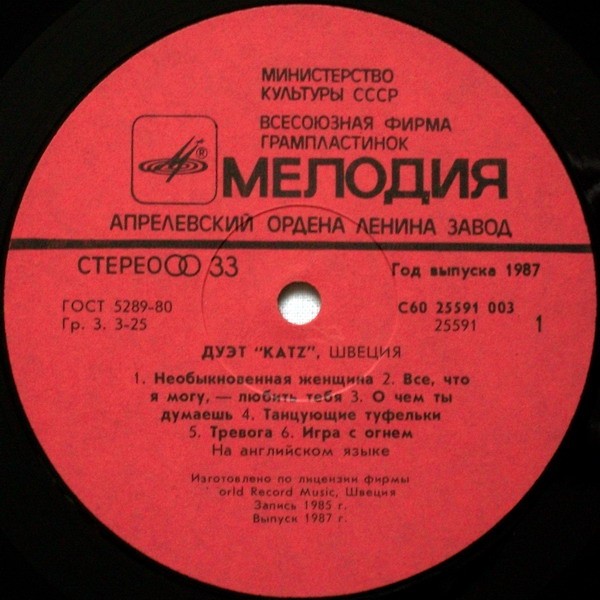 МИНИСТЕРСТВО
КУЛЬТУРЫ СССР
ВСЕСОЮЗНАЯ ФИРМА
ГРАМПЛАСТИНОК
®
МЕЛОДИЯ
АПРЕЛЕВСКИЙ ОРДЕНА ЛЕНИНА ЗАВОД
СТЕРЕО 33
Год выпуска 1987
ГОСТ 5289-80
С60 25591 003
Гр. 3. 3-25
25591 1
ДУЭТ "KATZ", ШВЕЦИЯ
1. Необыкновенная женщина 2. Все, что
я могу, — любить тебя 3. О чем ты
думаешь 4. Танцующие туфельки
5. Тревога 6. Игра с огнем
На английском языке
Изготовлено по лицензии фирмы
orld Record Music, Швеция
Запись 1985 г.
Выпуск 1987 г.